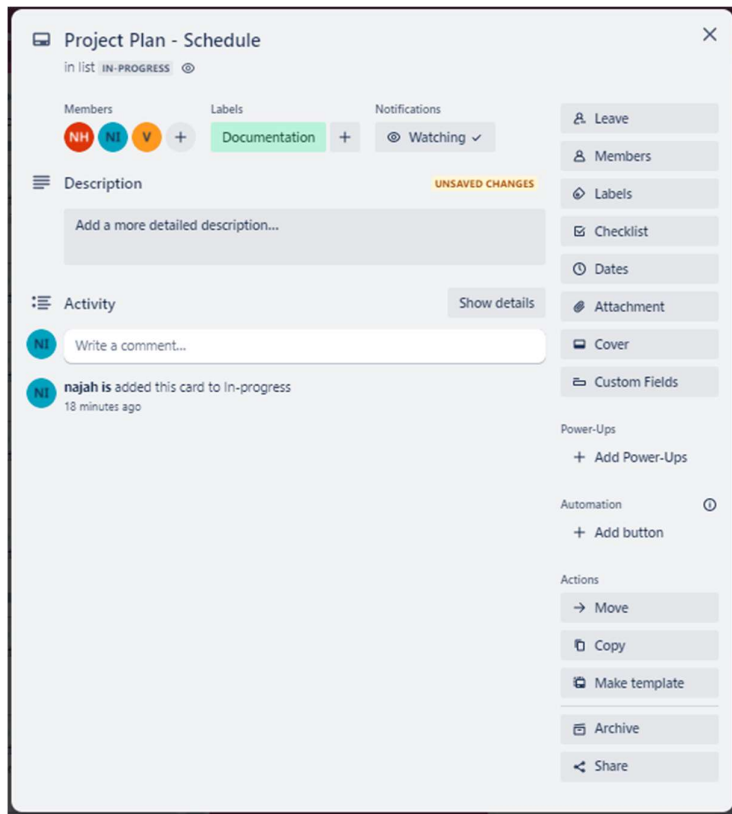 Project Plan - Schedule
in list IN-PROGRESS
Members
NH NI V +
Labels
Documentation +
Notifications
Watching
Description
UNSAVED CHANGES
Add a more detailed description...
Activity
Show details
NI
Write a comment...
NI
najah is added this card to In-progress
18 minutes ago
Leave
Members
Labels
Checklist
Dates
Attachment
Cover
Custom Fields
Power-Ups
+ Add Power-Ups
Automation
+ Add button
Actions
Move
Copy
Make template
Archive
Share